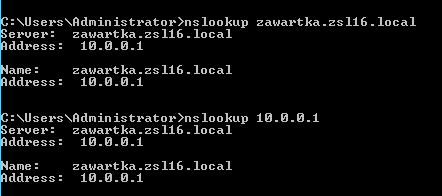 C:\Users\Administrator>nslookup zawartka.zsl16.local
Server:  zawartka.zsl16.local
Address:  10.0.0.1

Name:    zawartka.zsl16.local
Address:  10.0.0.1

C:\Users\Administrator>nslookup 10.0.0.1
Server:  zawartka.zsl16.local
Address:  10.0.0.1

Name:    zawartka.zsl16.local
Address:  10.0.0.1